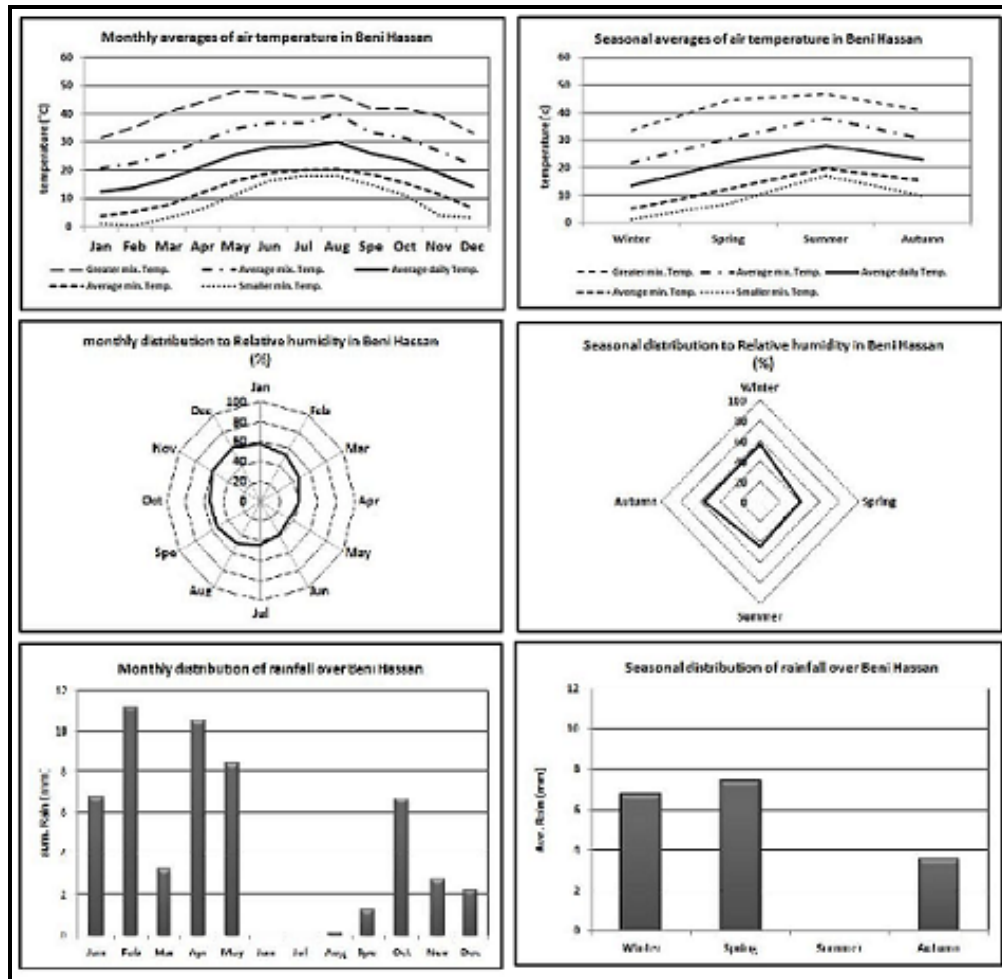 Monthly averages of air temperature in Beni Hassan
temperature (°C)
60
50
40
30
20
10
0
Jan Feb Mar Apr May Jun Jul Aug Spe Oct Nov Dec
Greater min. Temp. Average min. Temp. Average daily Temp.
Average min. Temp. Smaller min. Temp.
Seasonal averages of air temperature in Beni Hassan
temperature (°c)
60
50
40
30
20
10
0
Winter Spring Summer Autumn
Greater min. Temp. Average min. Temp. Average daily Temp.
Average min. Temp. Smaller min. Temp.
monthly distribution to Relative humidity in Beni Hassan
(%)
Jan
Dec 100 Feb
80
Nov 60 Mar
40
20
Oct 0 Apr
Spe May
Aug Jun
Jul
Seasonal distribution to Relative humidity in Beni Hassan
(%)
Winter
100
80
60
40
20
Autumn 0 Spring
Summer
Monthly distribution of rainfall over Beni Hassan
sum. Rain (mm)
12
10
8
6
4
2
0
Jan Feb Mar Apr May Jun Jul Aug Spe Oct Nov Dec
Seasonal distribution of rainfall over Beni Hassan
Ave. Rain (mm)
12
10
8
6
4
2
0
Winter Spring Summer Autumn